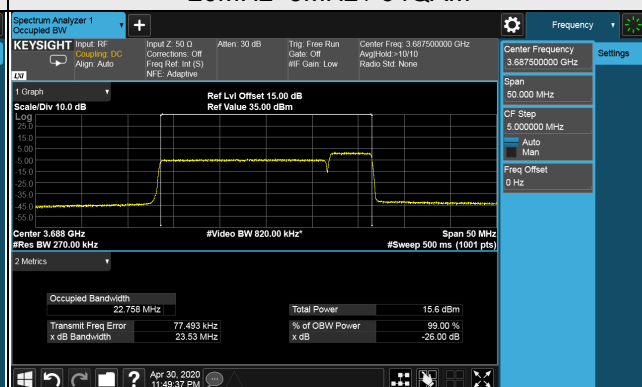 Spectrum Analyzer 1
Occupied BW
Frequency
KEYSIGHT
Input: RF
Coupling: DC
Align: Auto
Input Z: 50 Ω
Corrections: Off
Freq Ref: Int (S)
NFE: Adaptive
Atten: 30 dB
Trig: Free Run
Gate: Off
#IF Gain: Low
Center Freq: 3.687500000 GHz
Avg|Hold:>10/10
Radio Std: None
LXI
Center Frequency
3.687500000 GHz
Settings
Span
50.000 MHz
CF Step
5.000000 MHz
Auto
Man
Freq Offset
0 Hz
1 Graph
Scale/Div 10.0 dB
Ref Lvl Offset 15.00 dB
Ref Value 35.00 dBm
Log
25.0
15.0
5.00
-5.00
-15.0
-25.0
-35.0
-45.0
-55.0
Center 3.688 GHz
#Res BW 270.00 kHz
#Video BW 820.00 kHz*
Span 50 MHz
#Sweep 500 ms (1001 pts)
2 Metrics
Occupied Bandwidth
22.758 MHz
Total Power 15.6 dBm
Transmit Freq Error 77.493 kHz
% of OBW Power 99.00 %
x dB Bandwidth 23.53 MHz
x dB -26.00 dB
Apr 30, 2020
11:49:37 PM